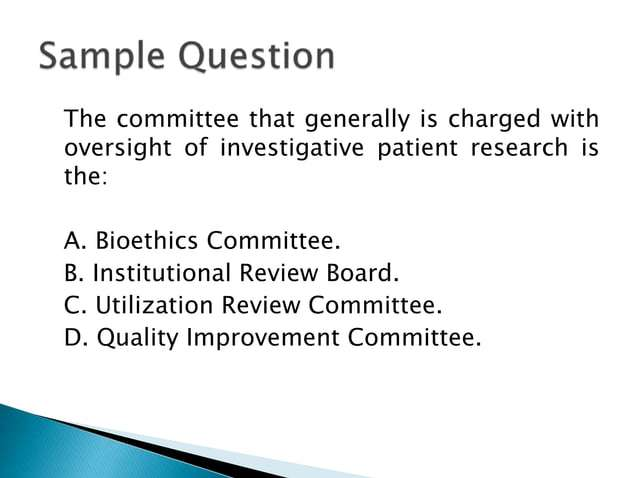 Sample Question
The committee that generally is charged with
oversight of investigative patient research is
the:
A. Bioethics Committee.
B. Institutional Review Board.
C. Utilization Review Committee.
D. Quality Improvement Committee.